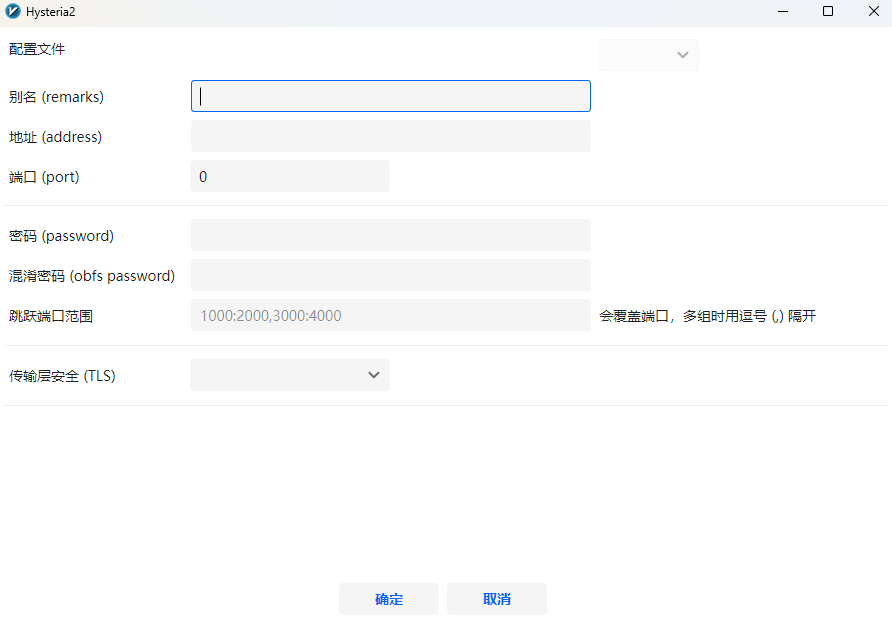 Hysteria2
配置文件
别名 (remarks)
地址 (address)
端口 (port) 0
密码 (password)
混淆密码 (obfs password)
跳跃端口范围 1000:2000,3000:4000 会覆盖端口，多组时用逗号 (,) 隔开
传输层安全 (TLS)
确定 取消